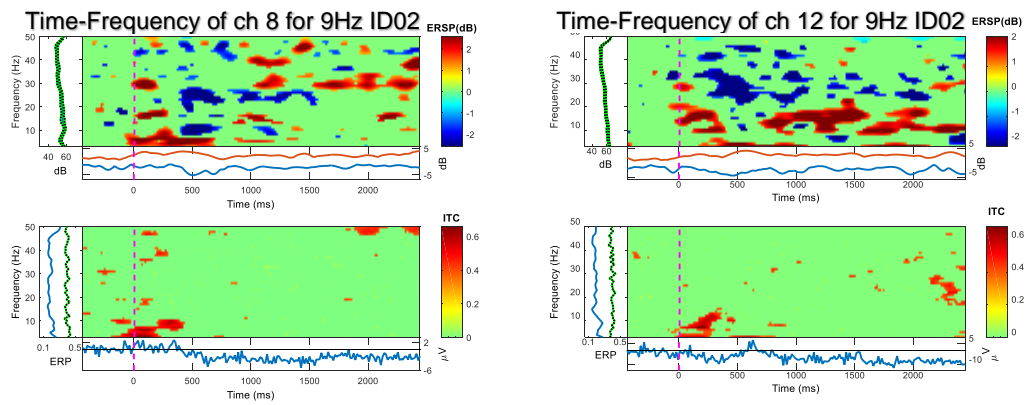 Time-Frequency of ch 8 for 9Hz ID02
ERSP(dB)
Frequency (Hz)
50
40
30
20
10
2
1
0
-1
-2
40 60
dB
5
-5
dB
0 500 1000 1500 2000
Time (ms)
ITC
Frequency (Hz)
50
40
30
20
10
0.6
0.4
0.2
0
0.1 0.5
ERP
2
-6
μV
0 500 1000 1500 2000
Time (ms)
Time-Frequency of ch 12 for 9Hz ID02
ERSP(dB)
Frequency (Hz)
50
40
30
20
10
2
1
0
-1
-2
40 60
dB
5
-5
dB
0 500 1000 1500 2000
Time (ms)
ITC
Frequency (Hz)
50
40
30
20
10
0.6
0.4
0.2
0
0.1 0.5
ERP
5
-10
μV
0 500 1000 1500 2000
Time (ms)